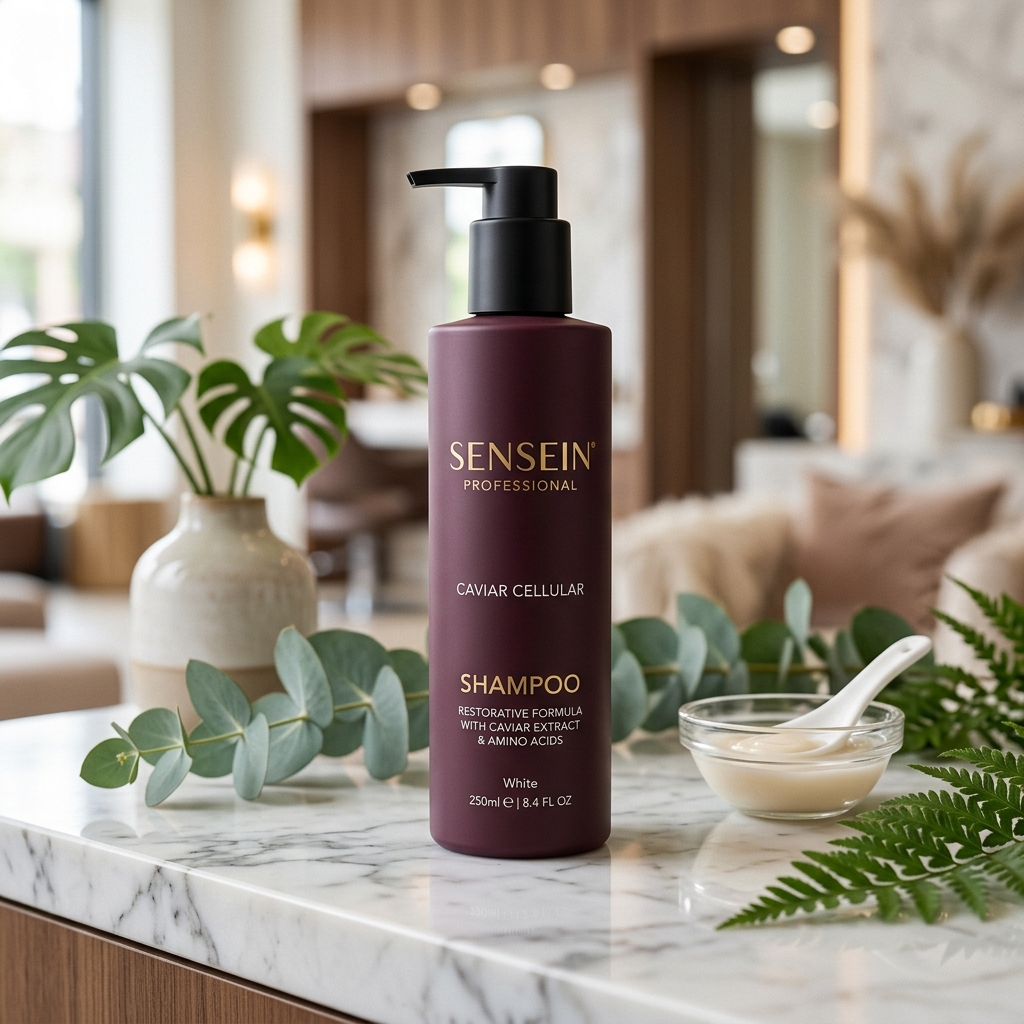 SENSEIN®
PROFESSIONAL
CAVIAR CELLULAR
SHAMPOO
RESTORATIVE FORMULA
WITH CAVIAR EXTRACT
& AMINO ACIDS
White
250ml ℮ | 8.4 FL OZ